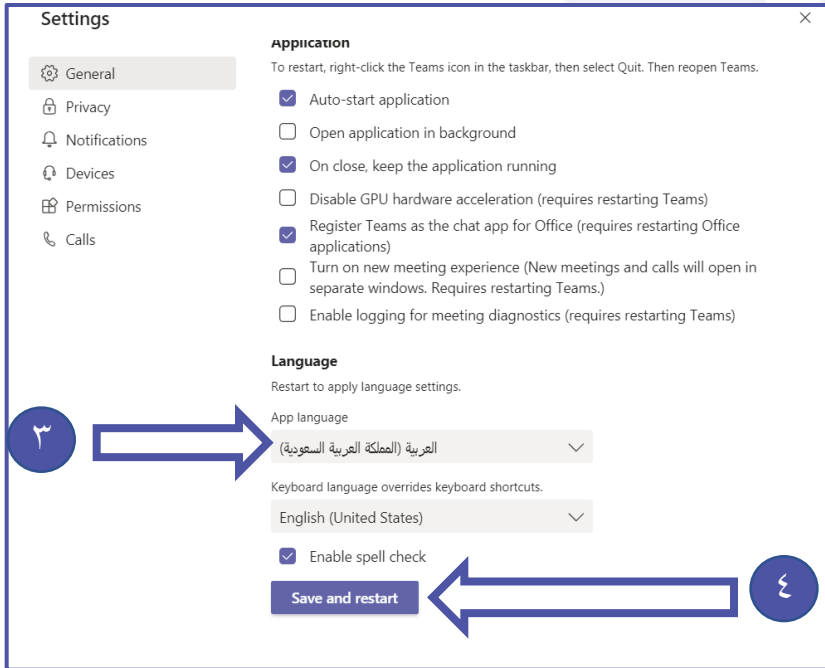 Settings
General
Privacy
Notifications
Devices
Permissions
Calls
Application
To restart, right-click the Teams icon in the taskbar, then select Quit. Then reopen Teams.
Auto-start application
Open application in background
On close, keep the application running
Disable GPU hardware acceleration (requires restarting Teams)
Register Teams as the chat app for Office (requires restarting Office
applications)
Turn on new meeting experience (New meetings and calls will open in
separate windows. Requires restarting Teams.)
Enable logging for meeting diagnostics (requires restarting Teams)
Language
Restart to apply language settings.
App language
٣
العربية (المملكة العربية السعودية)
Keyboard language overrides keyboard shortcuts.
English (United States)
Enable spell check
Save and restart
٤